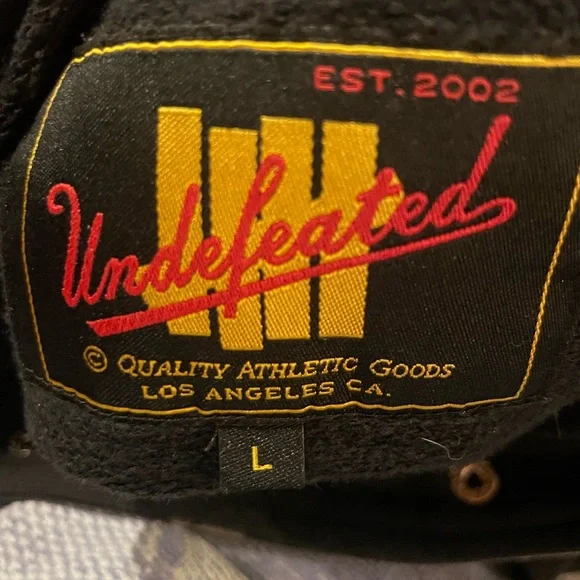 EST.2002
Undefeated
© QUALITY ATHLETIC GOODS
LOS ANGELES CA.
L